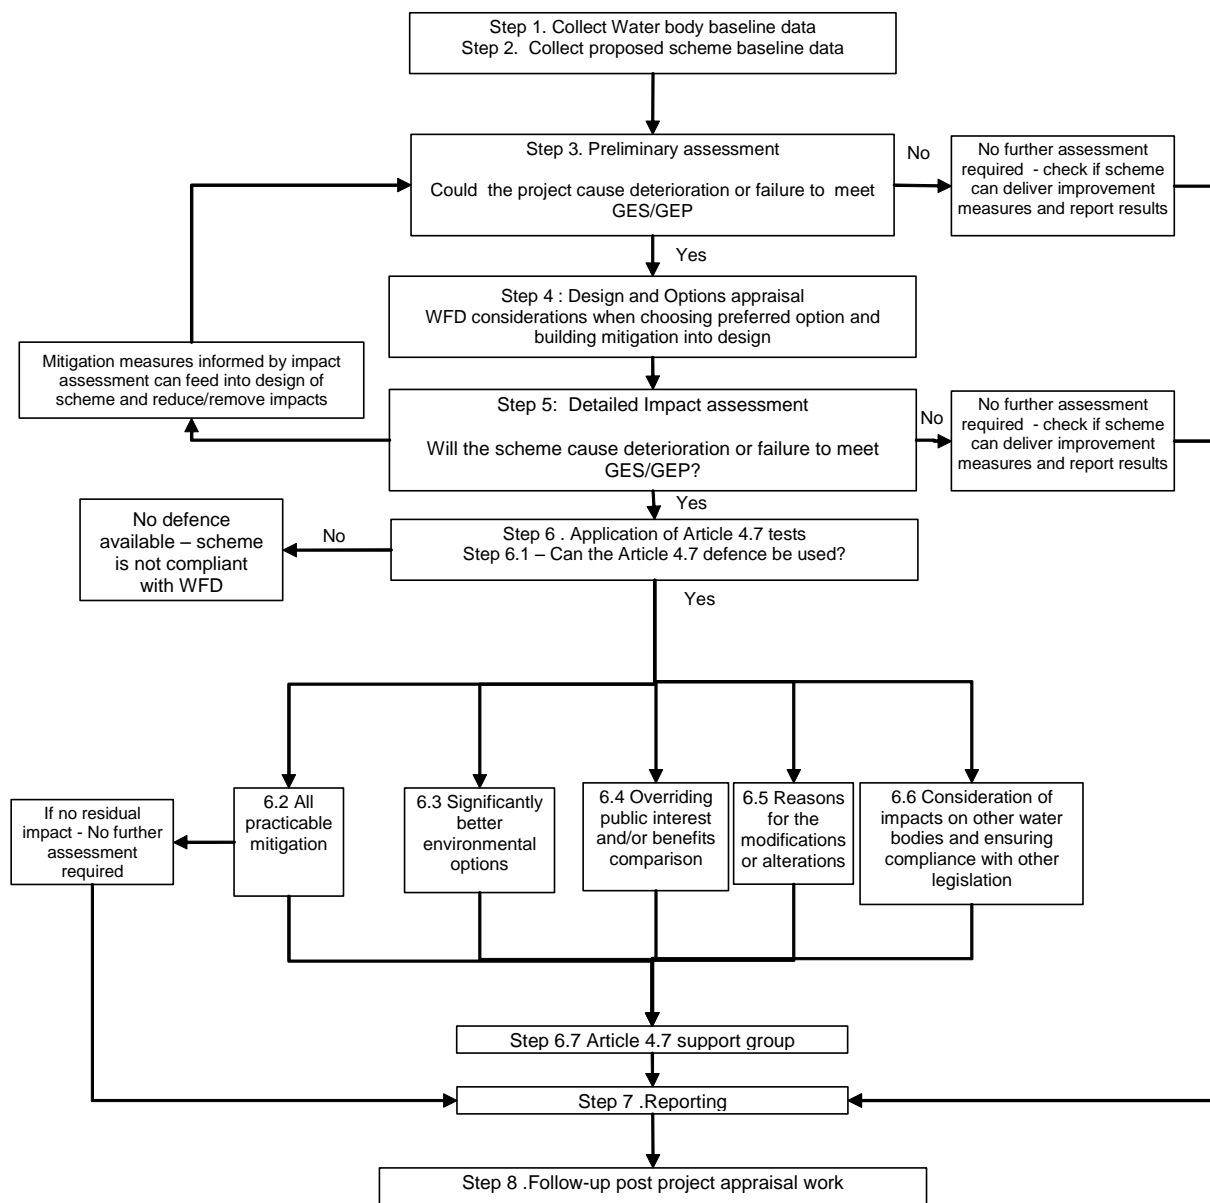 Step 1. Collect Water body baseline data
Step 2. Collect proposed scheme baseline data
Step 3. Preliminary assessment
Could the project cause deterioration or failure to meet
GES/GEP
No
No further assessment
required - check if scheme
can deliver improvement
measures and report results
Yes
Step 4 : Design and Options appraisal
WFD considerations when choosing preferred option and
building mitigation into design
Mitigation measures informed by impact
assessment can feed into design of
scheme and reduce/remove impacts
Step 5: Detailed Impact assessment
Will the scheme cause deterioration or failure to meet
GES/GEP?
No
No further assessment
required - check if scheme
can deliver improvement
measures and report results
Yes
Step 6 . Application of Article 4.7 tests
Step 6.1 – Can the Article 4.7 defence be used?
No
No defence
available – scheme
is not compliant
with WFD
Yes
If no residual
impact - No further
assessment
required
6.2 All
practicable
mitigation
6.3 Significantly
better
environmental
options
6.4 Overriding
public interest
and/or benefits
comparison
6.5 Reasons
for the
modifications
or alterations
6.6 Consideration of
impacts on other water
bodies and ensuring
compliance with other
legislation
Step 6.7 Article 4.7 support group
Step 7 .Reporting
Step 8 .Follow-up post project appraisal work